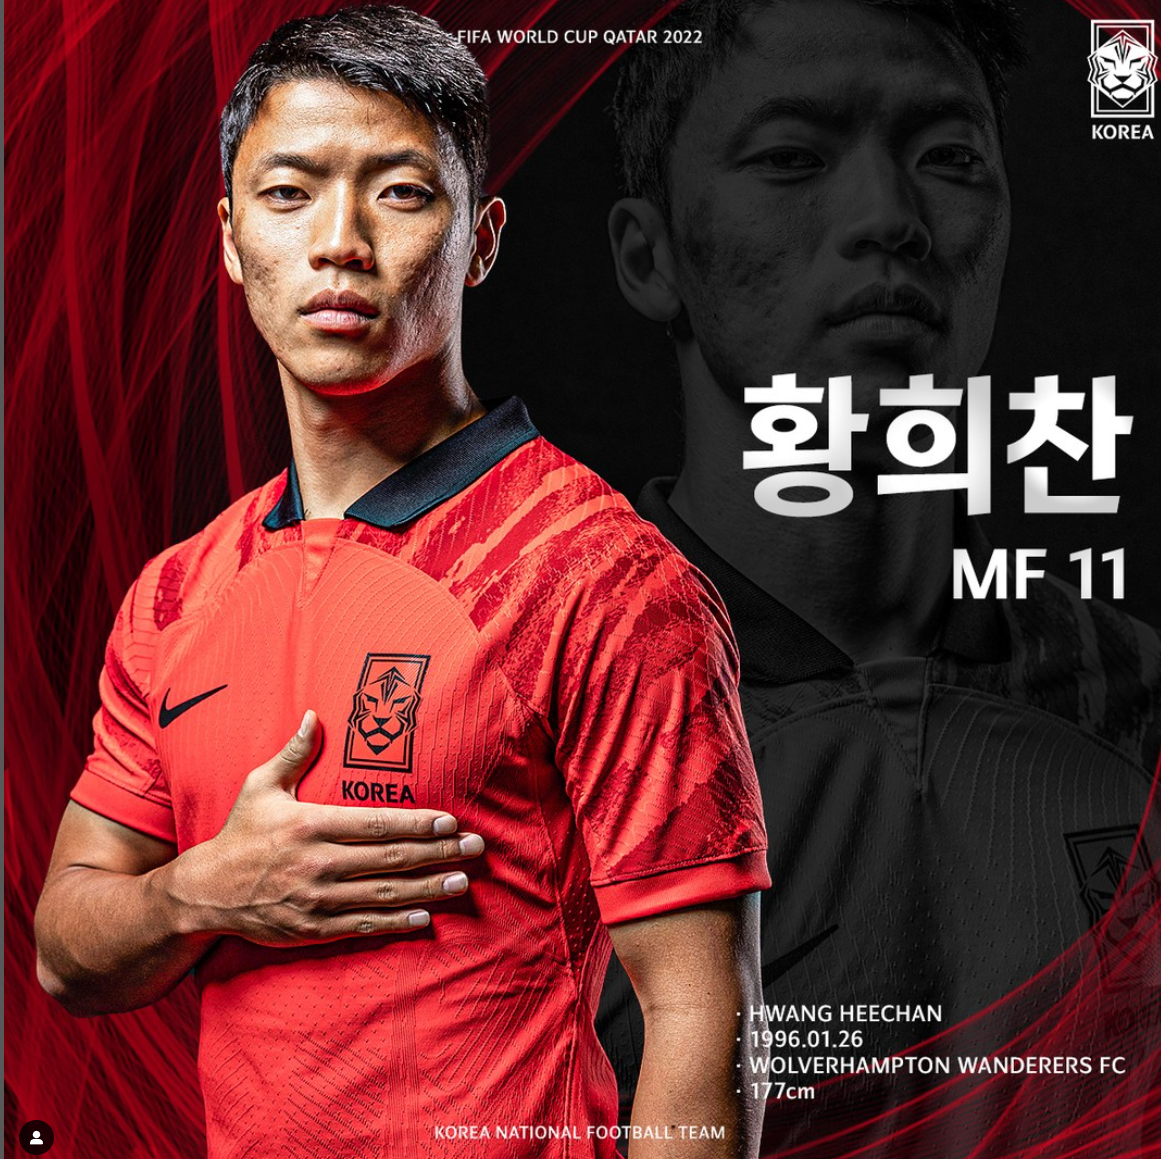 FIFA WORLD CUP QATAR 2022
KOREA
황희찬
MF 11
KOREA
· HWANG HEECHAN
· 1996.01.26
· WOLVERHAMPTON WANDERERS FC
· 177cm
KOREA NATIONAL FOOTBALL TEAM